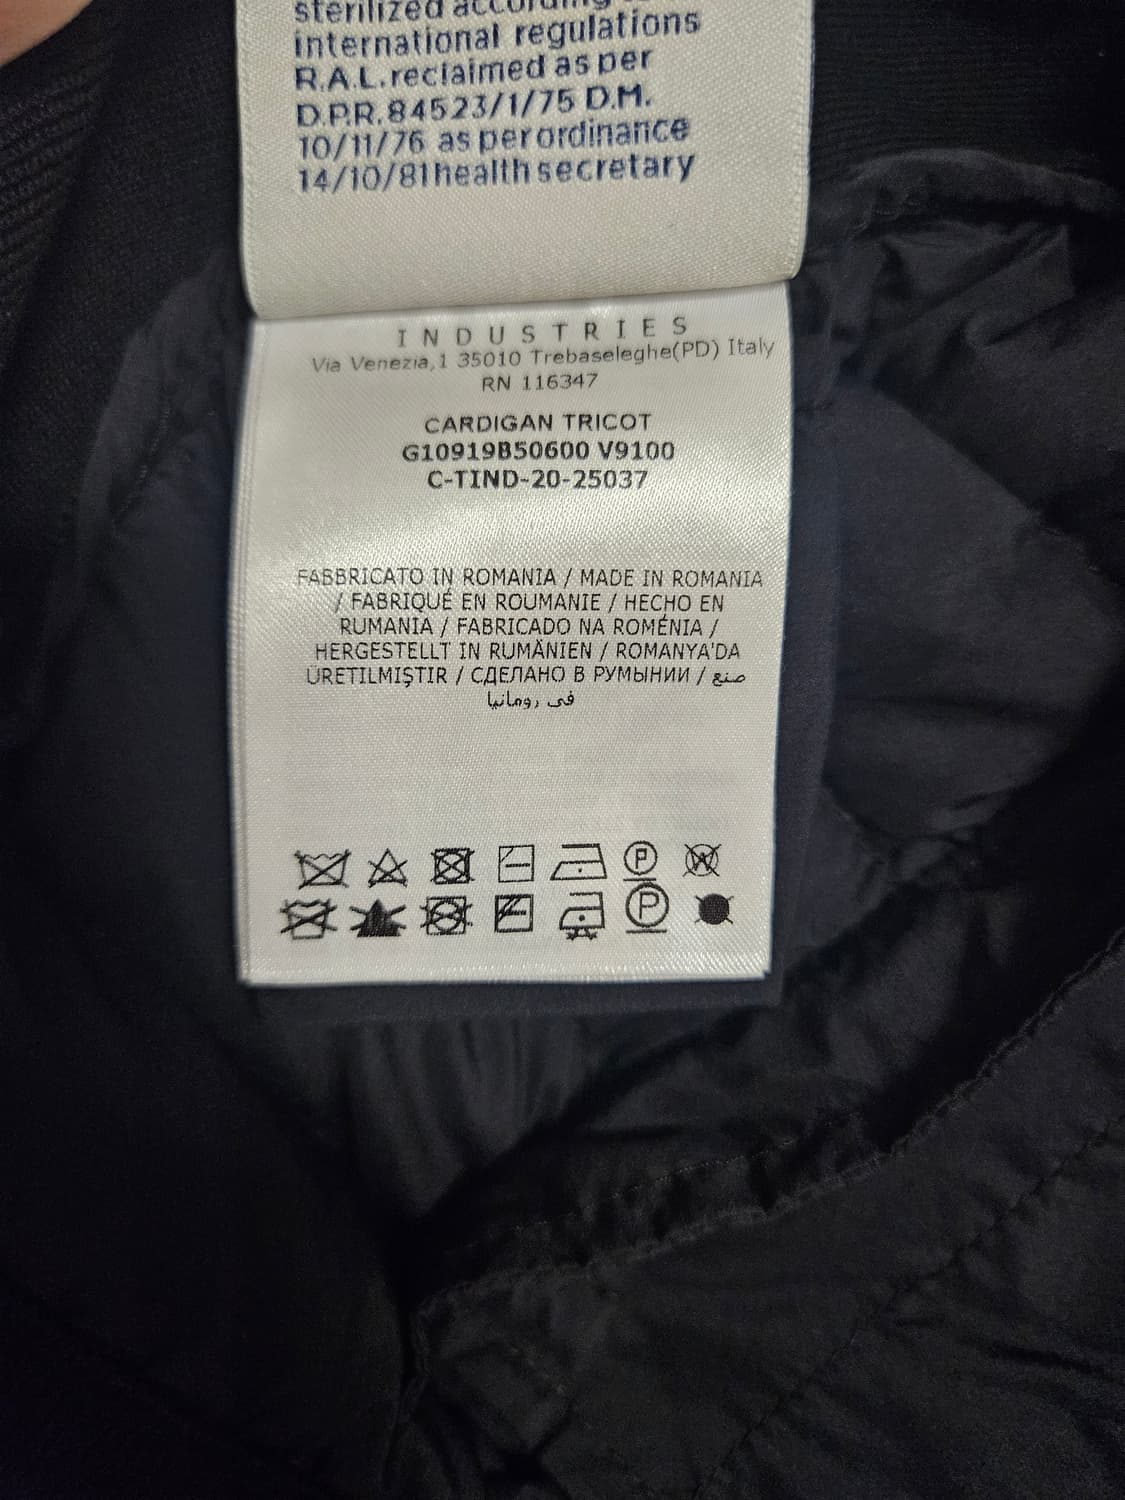 sterilized according
international regulations
R.A.L.reclaimed as per
D.P.R.84523/1/75 D.M.
10/11/76 as per ordinance
14/10/81 health secretary
INDUSTRIES
Via Venezia,1 35010 Trebaseleghe(PD) Italy
RN 116347
CARDIGAN TRICOT
G10919B50600 V9100
C-TIND-20-25037
FABBRICATO IN ROMANIA / MADE IN ROMANIA
/ FABRIQUÉ EN ROUMANIE / HECHO EN
RUMANIA / FABRICADO NA ROMÉNIA /
HERGESTELLT IN RUMÄNIEN / ROMANYA'DA
ÜRETILMIŞTIR / СДЕЛАНО В РУМЫНИИ / صنع
في رومانيا
P W
P